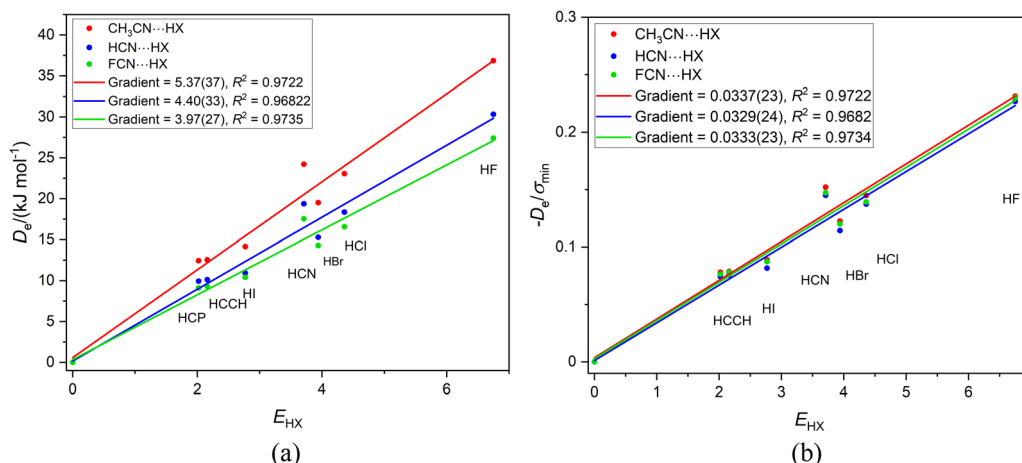 (a)
CH₃CN···HX
HCN···HX
FCN···HX
Gradient = 5.37(37), R² = 0.9722
Gradient = 4.40(33), R² = 0.96822
Gradient = 3.97(27), R² = 0.9735
40
35
30
25
20
15
10
5
0
Dₑ/(kJ mol⁻¹)
HF
HCl
HBr
HCN
HI
HCCH
HCP
0
2
4
6
E_HX
(a)
(b)
CH₃CN···HX
HCN···HX
FCN···HX
Gradient = 0.0337(23), R² = 0.9722
Gradient = 0.0329(24), R² = 0.9682
Gradient = 0.0333(23), R² = 0.9734
0.3
0.2
0.1
0
-Dₑ/σ_min
HF
HCl
HBr
HCN
HI
HCCH
0
1
2
3
4
5
6
7
E_HX
(b)